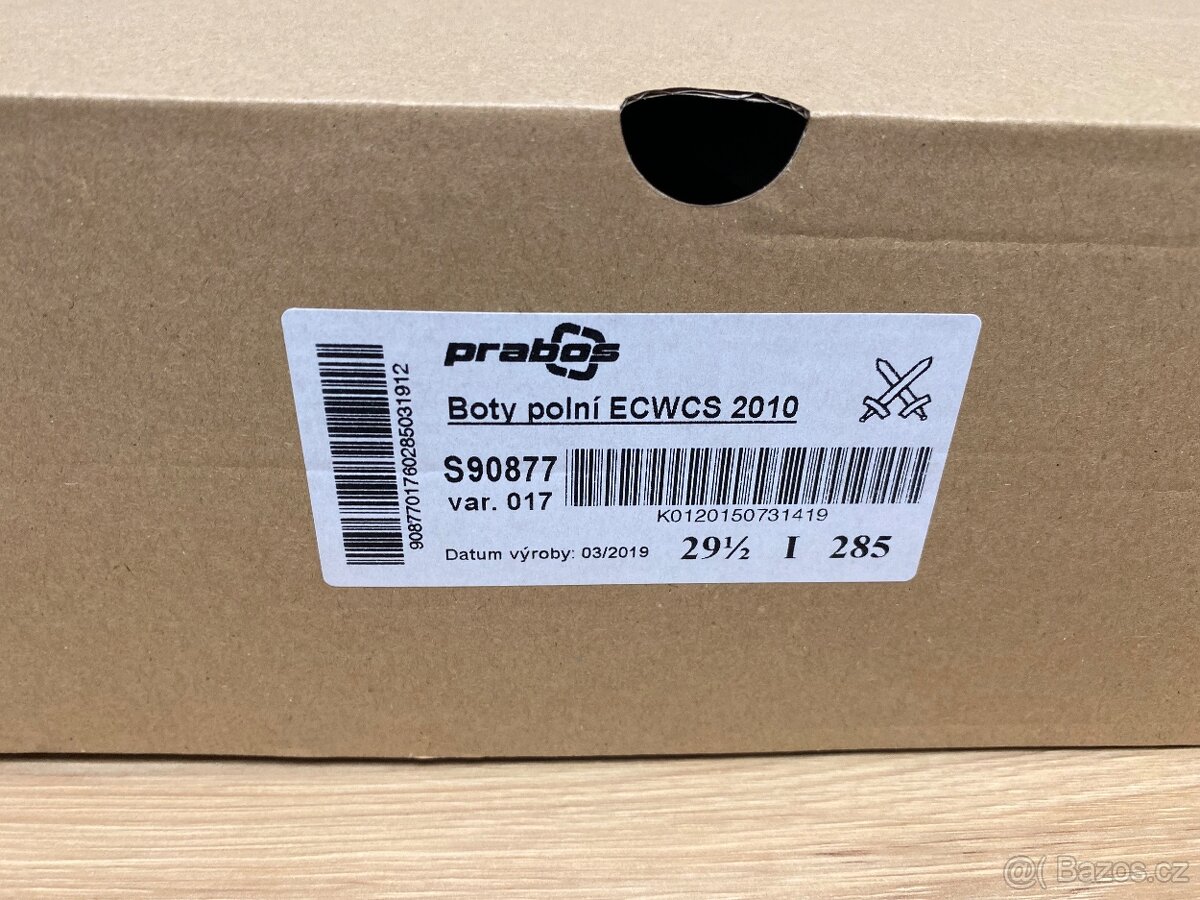 prabos
Boty polní ECWCS 2010
S90877
var. 017
K0120150731419
Datum výroby: 03/2019 29½ I 285
9087701760285031912
@( Bazos.cz